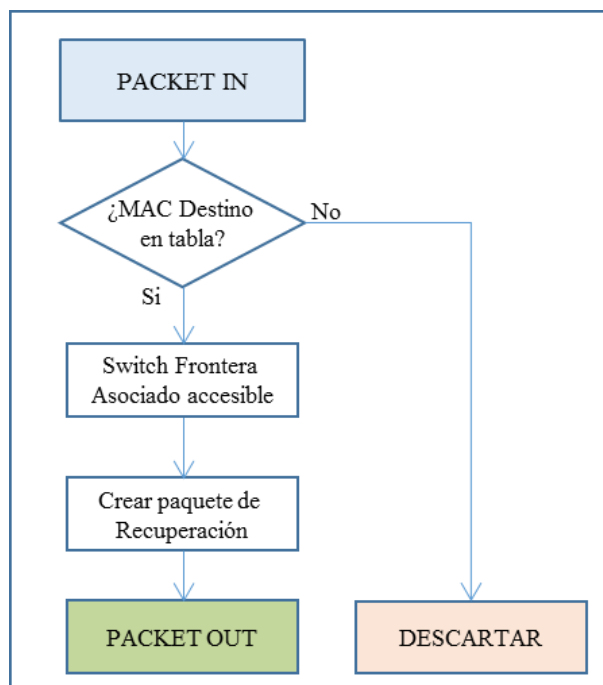 PACKET IN
¿MAC Destino
en tabla?
No
Si
Switch Frontera
Asociado accesible
Crear paquete de
Recuperación
PACKET OUT
DESCARTAR